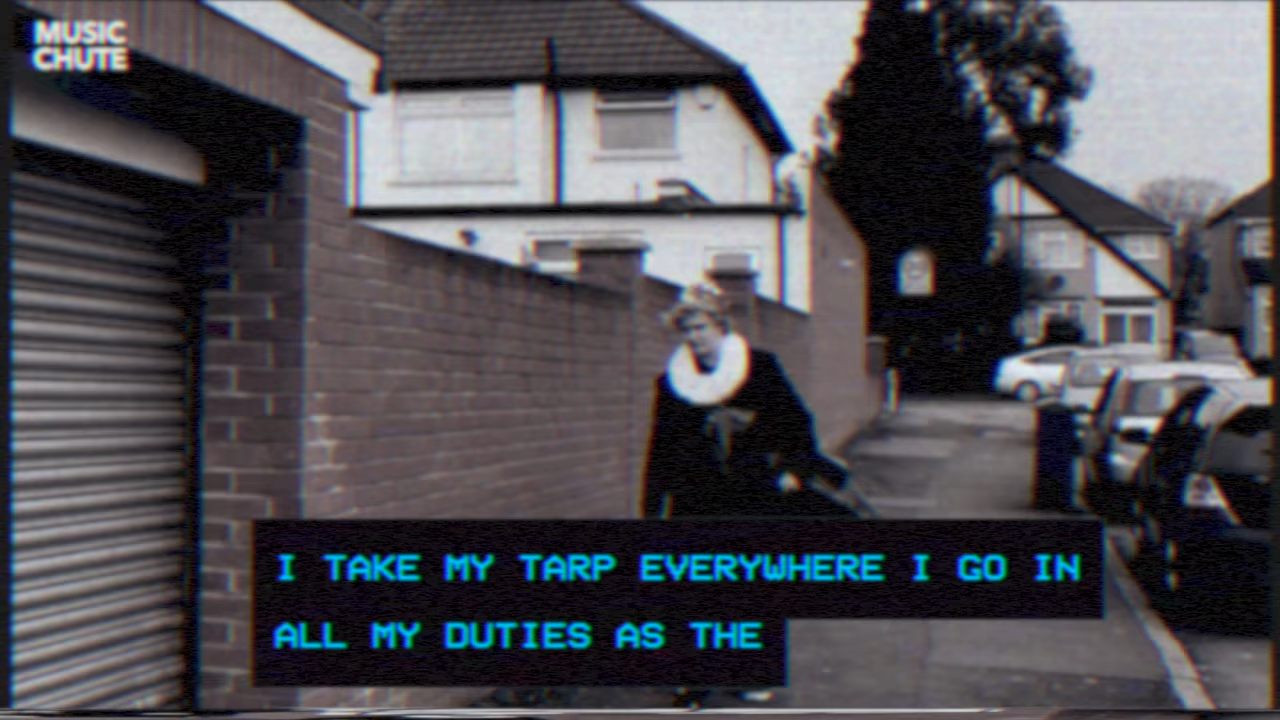 MUSIC
CHUTE
I TAKE MY TARP EVERYWHERE I GO IN
ALL MY DUTIES AS THE